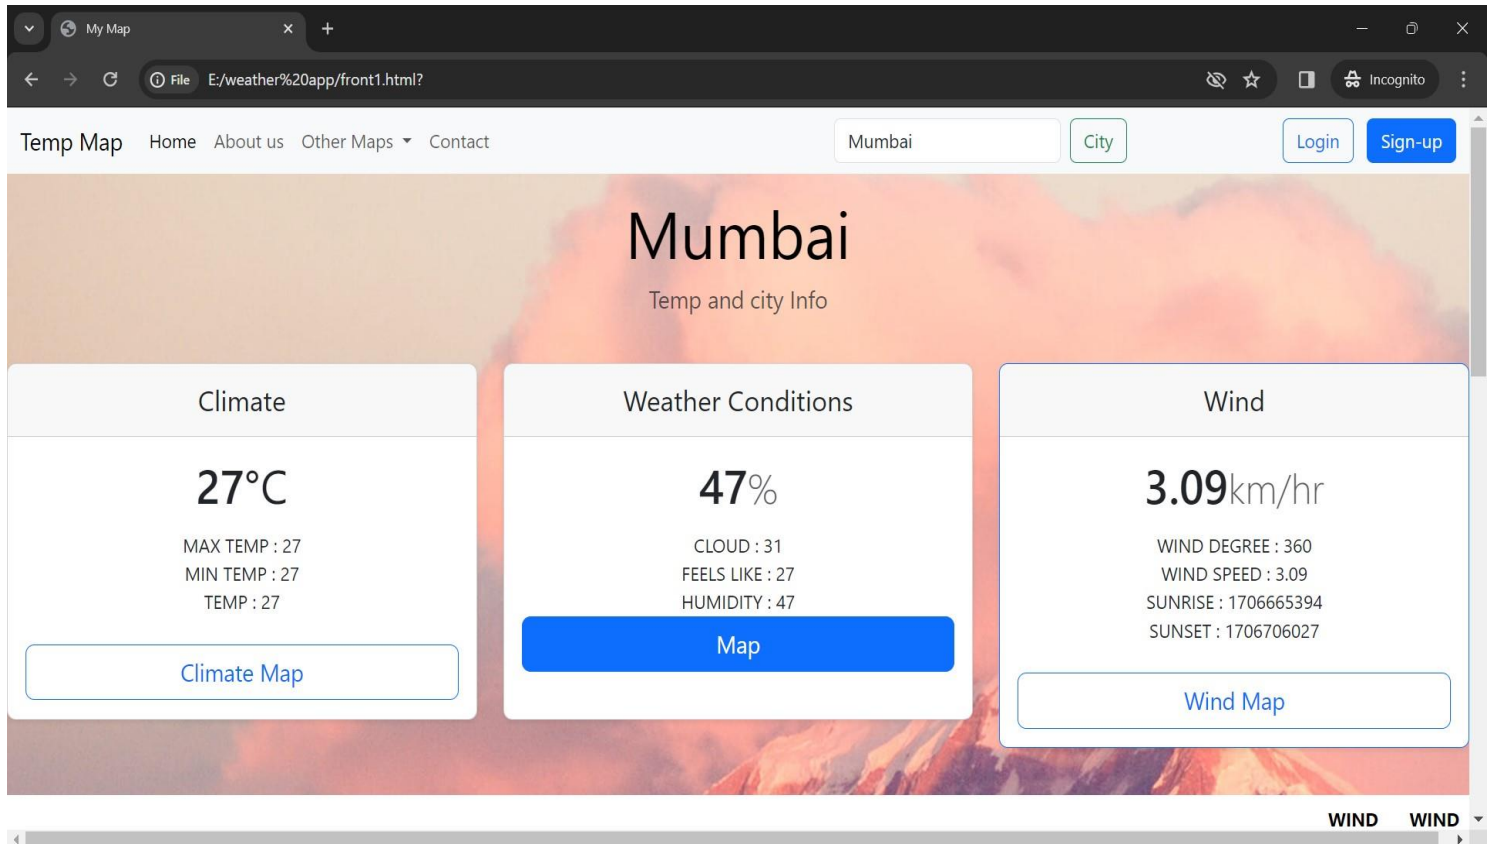 My Map
File E:/weather%20app/front1.html?
Incognito
Temp Map Home About us Other Maps Contact Mumbai City Login Sign-up
Mumbai
Temp and city Info
Climate
27°C
MAX TEMP : 27
MIN TEMP : 27
TEMP : 27
Climate Map
Weather Conditions
47%
CLOUD : 31
FEELS LIKE : 27
HUMIDITY : 47
Map
Wind
3.09km/hr
WIND DEGREE : 360
WIND SPEED : 3.09
SUNRISE : 1706665394
SUNSET : 1706706027
Wind Map
WIND WIND